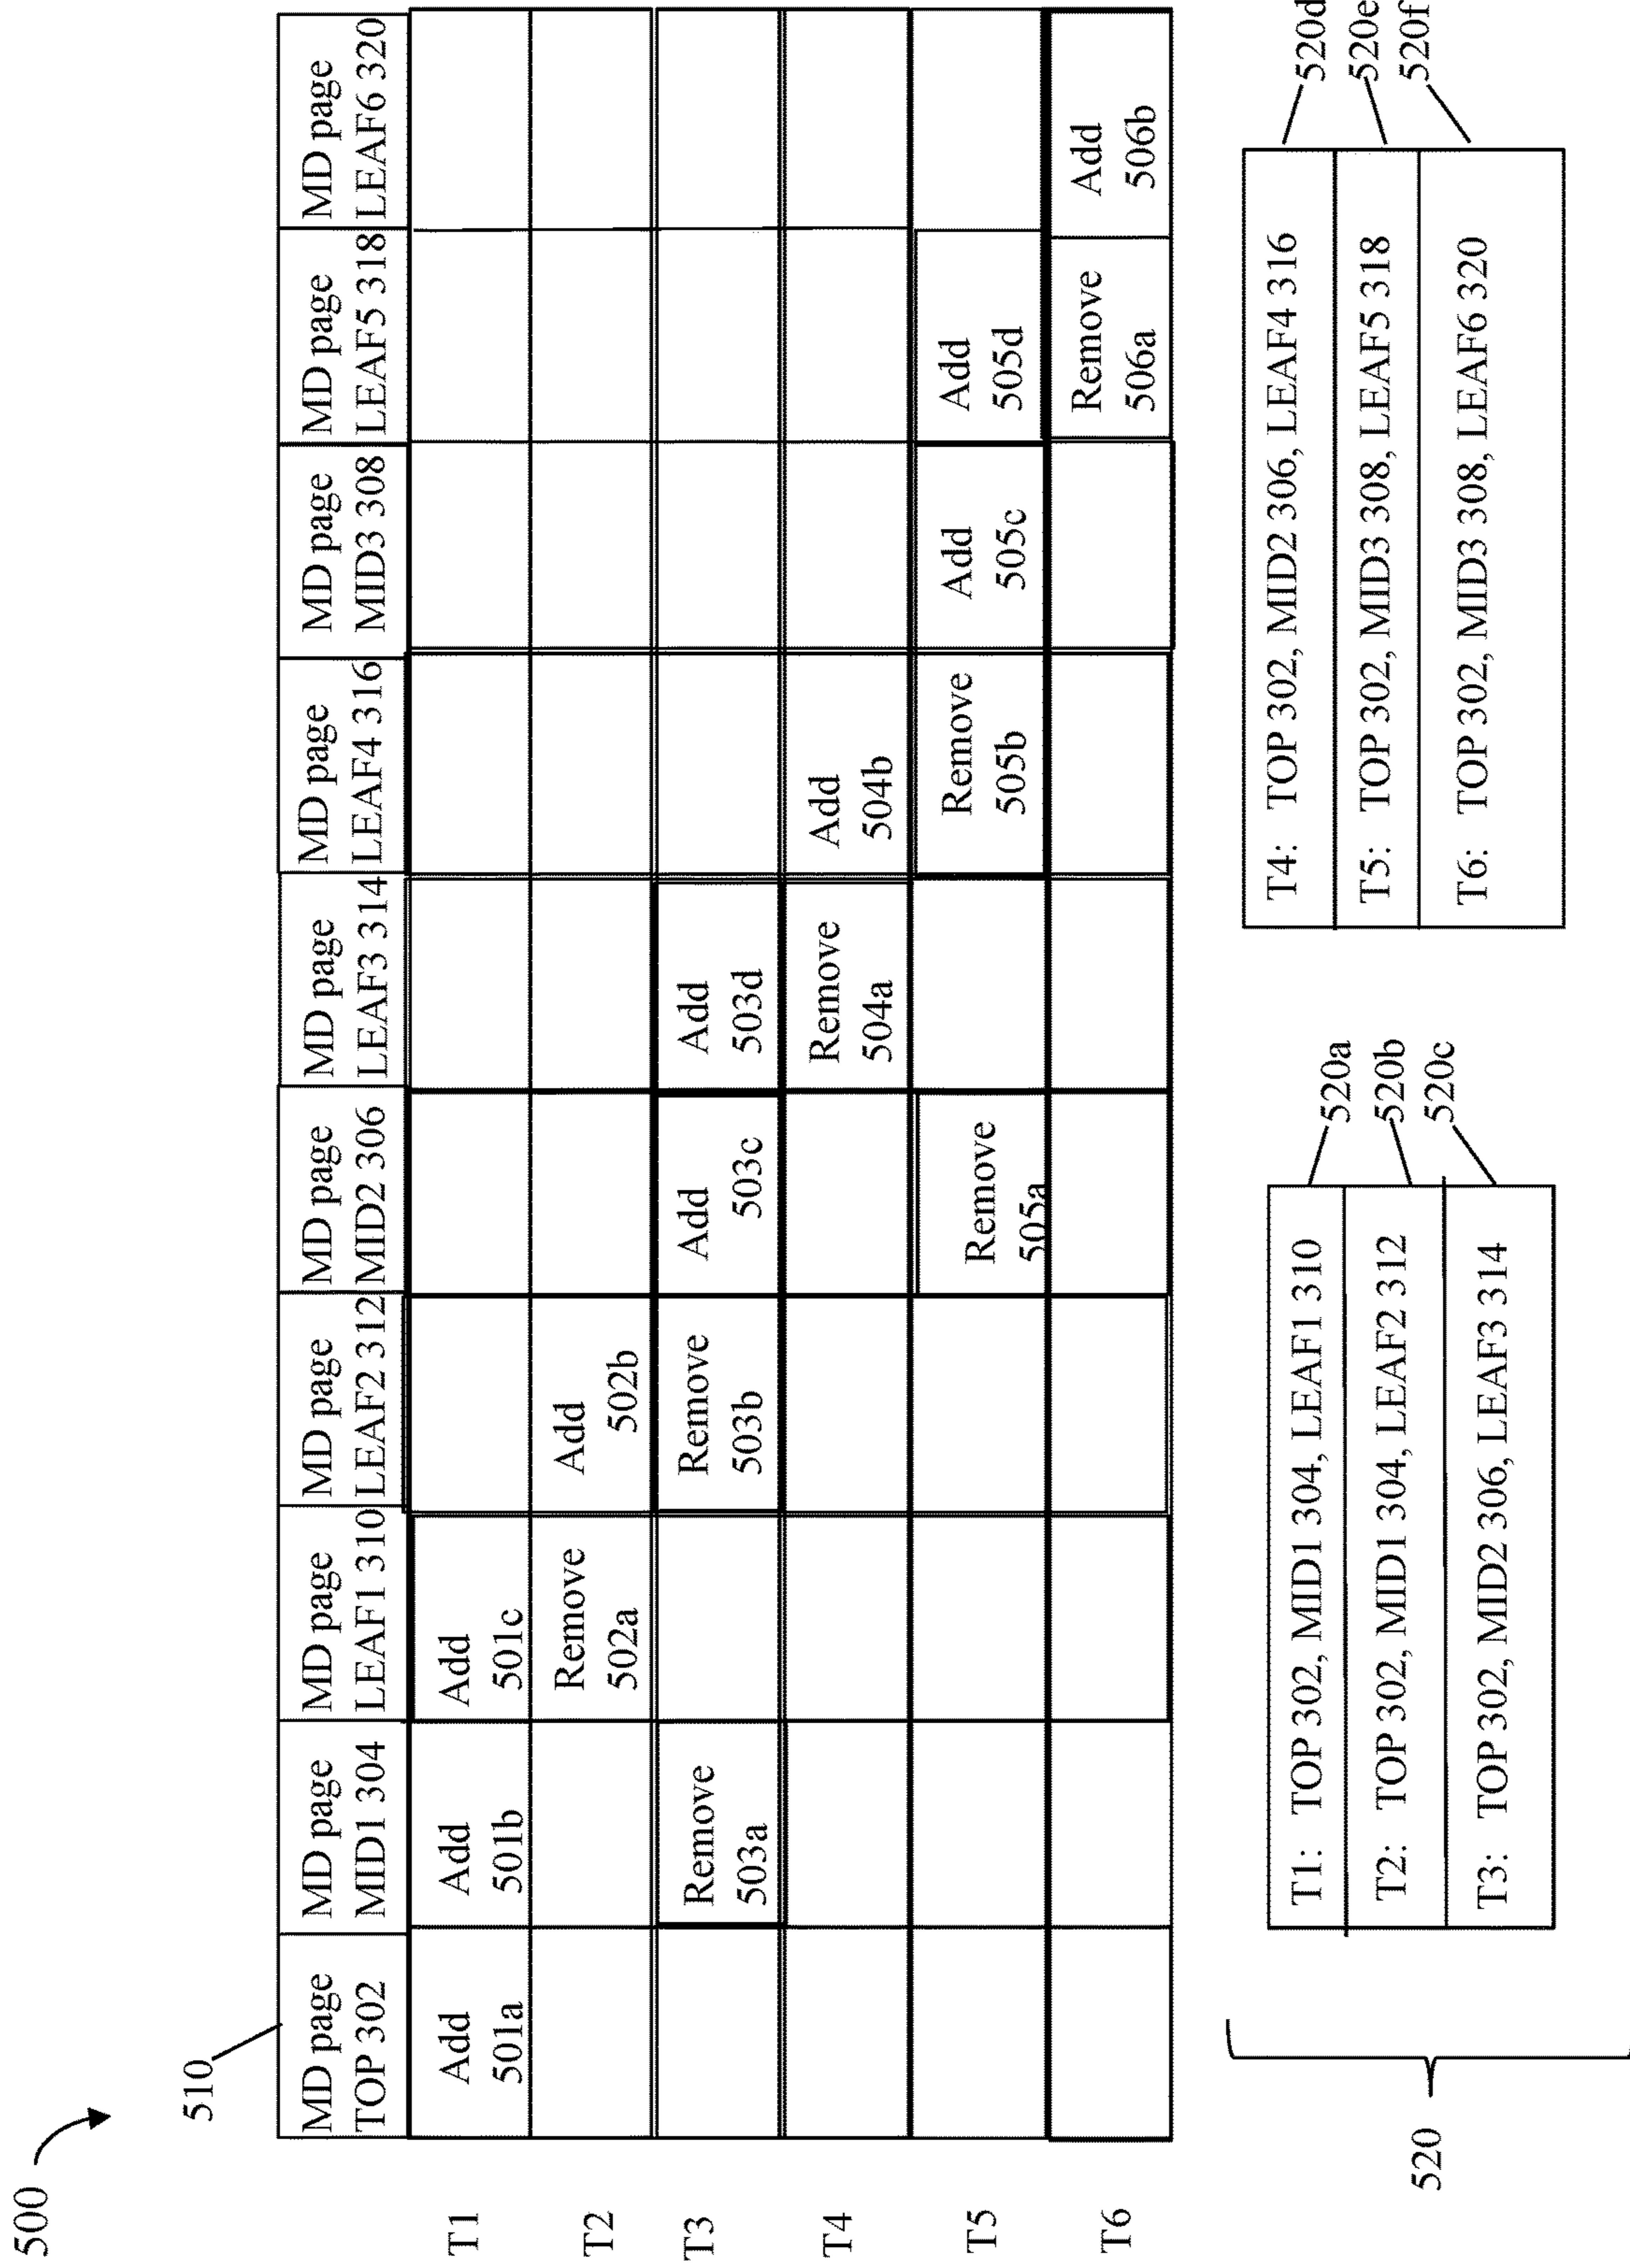 500
510
MD page
TOP 302
MD page
MID1 304
MD page
LEAF1 310
MD page
LEAF2 312
MD page
MID2 306
MD page
LEAF3 314
MD page
LEAF4 316
MD page
MID3 308
MD page
LEAF5 318
MD page
LEAF6 320
T1
Add
501a
Add
501b
Add
501c
T2
Remove
502a
Add
502b
T3
Remove
503a
Remove
503b
Add
503c
Add
503d
T4
Remove
504a
Add
504b
T5
Remove
505a
Remove
505b
Add
505c
Add
505d
T6
Remove
506a
Add
506b
520
T1: TOP 302, MID1 304, LEAF1 310
520a
T2: TOP 302, MID1 304, LEAF2 312
520b
T3: TOP 302, MID2 306, LEAF3 314
520c
T4: TOP 302, MID2 306, LEAF4 316
520d
T5: TOP 302, MID3 308, LEAF5 318
520e
T6: TOP 302, MID3 308, LEAF6 320
520f